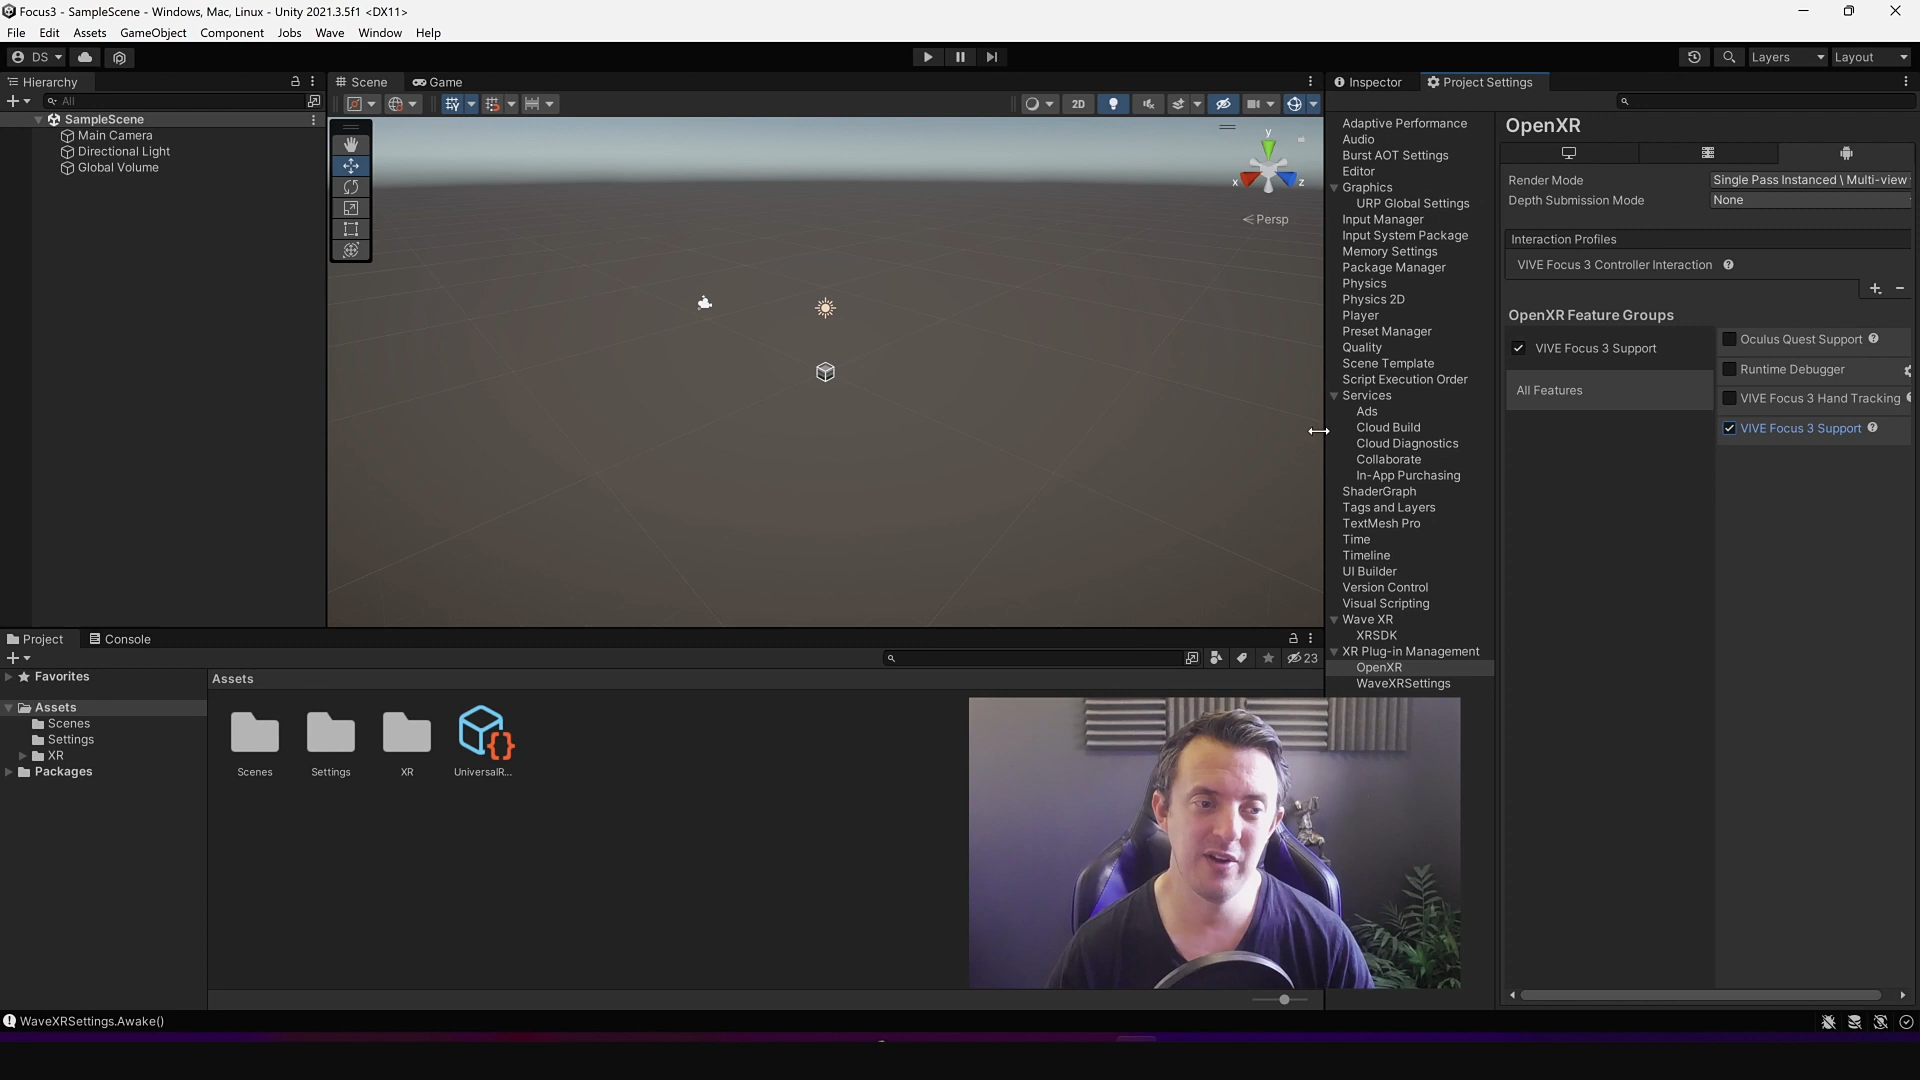 Focus3 - SampleScene - Windows, Mac, Linux - Unity 2021.3.5f1 <DX11>
File Edit Assets GameObject Component Jobs Wave Window Help
DS
Layers
Layout
Hierarchy
All
SampleScene
Main Camera
Directional Light
Global Volume
Scene
Game
2D
y
x
z
Persp
Inspector
Project Settings
Adaptive Performance
Audio
Burst AOT Settings
Editor
Graphics
URP Global Settings
Input Manager
Input System Package
Memory Settings
Package Manager
Physics
Physics 2D
Player
Preset Manager
Quality
Scene Template
Script Execution Order
Services
Ads
Cloud Build
Cloud Diagnostics
Collaborate
In-App Purchasing
ShaderGraph
Tags and Layers
TextMesh Pro
Time
Timeline
UI Builder
Version Control
Visual Scripting
Wave XR
XRSDK
XR Plug-in Management
OpenXR
WaveXRSettings
OpenXR
Render Mode
Single Pass Instanced \ Multi-view
Depth Submission Mode
None
Interaction Profiles
VIVE Focus 3 Controller Interaction
OpenXR Feature Groups
VIVE Focus 3 Support
All Features
Oculus Quest Support
Runtime Debugger
VIVE Focus 3 Hand Tracking
VIVE Focus 3 Support
Project
Console
23
Favorites
Assets
Scenes
Settings
XR
Packages
Assets
Scenes
Settings
XR
UniversalR...
WaveXRSettings.Awake()